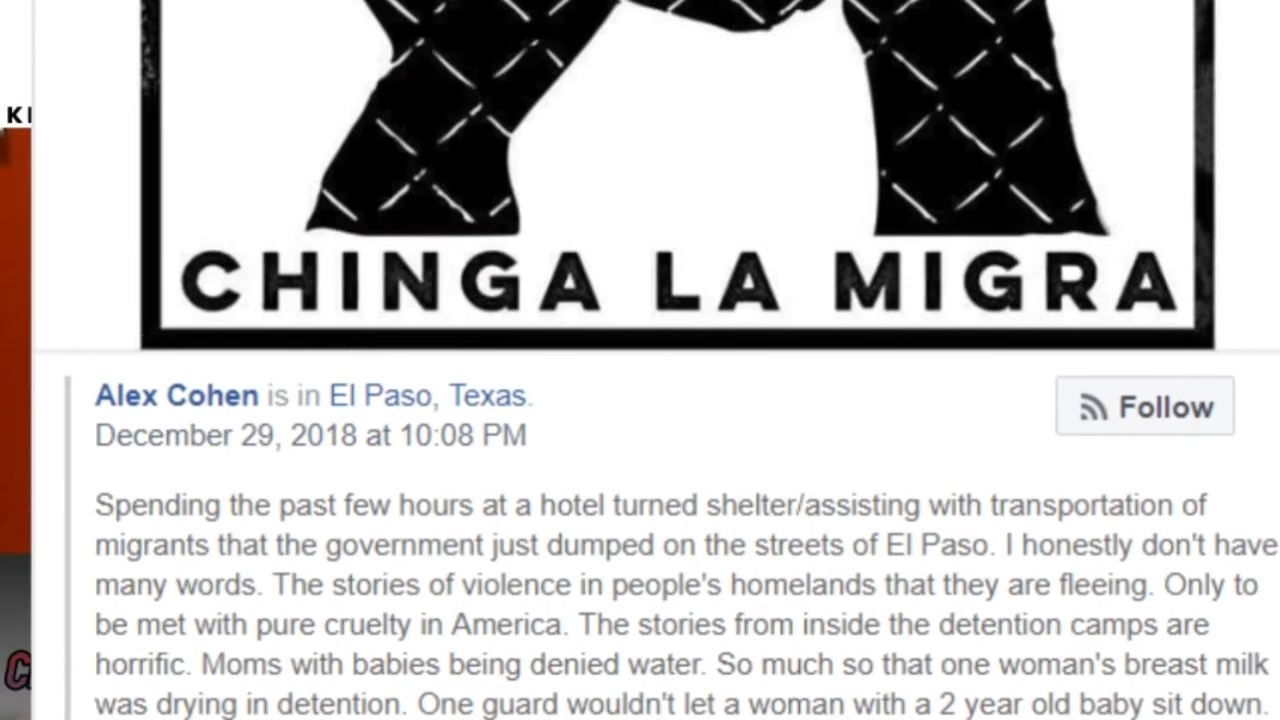 CHINGA LA MIGRA
Alex Cohen is in El Paso, Texas.
Follow
December 29, 2018 at 10:08 PM
Spending the past few hours at a hotel turned shelter/assisting with transportation of
migrants that the government just dumped on the streets of El Paso. I honestly don't have
many words. The stories of violence in people's homelands that they are fleeing. Only to
be met with pure cruelty in America. The stories from inside the detention camps are
horrific. Moms with babies being denied water. So much so that one woman's breast milk
was drying in detention. One guard wouldn't let a woman with a 2 year old baby sit down.